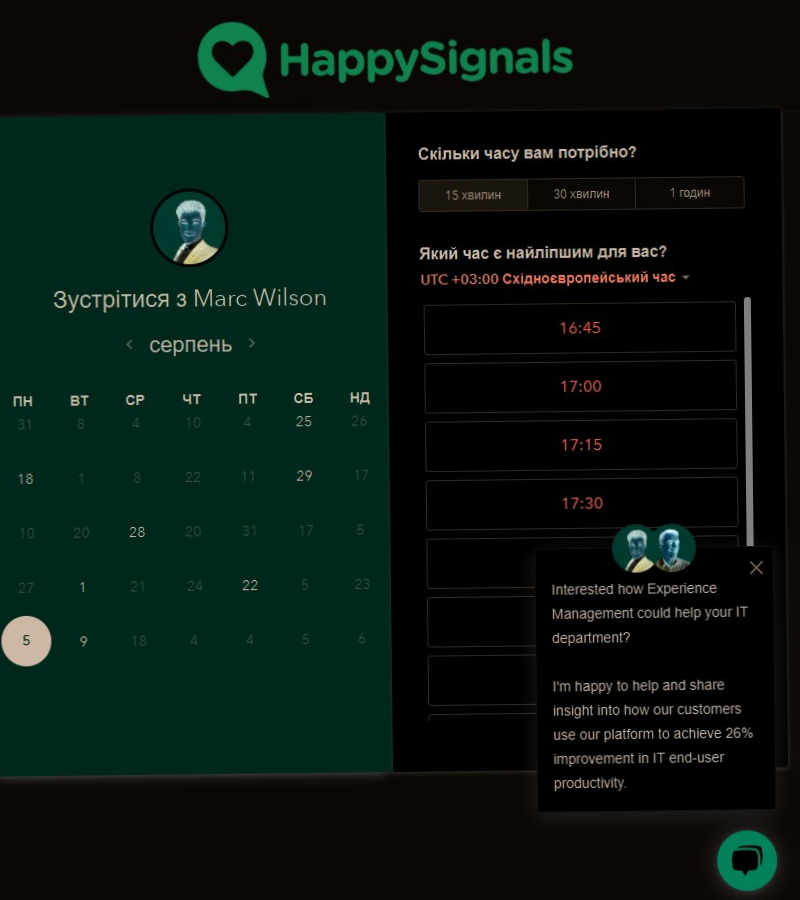 HappySignals
Зустрітися з Marc Wilson
серпень
ПН ВТ СР ЧТ ПТ СБ НД
31 8 4 10 4 25 26
18 1 8 22 11 29 17
10 20 28 20 31 17 5
27 1 21 24 22 5 23
5 9 18 4 4 5 6
Скільки часу вам потрібно?
15 хвилин 30 хвилин 1 годин
Який час є найліпшим для вас?
UTC +03:00 Східноєвропейський час
16:45
17:00
17:15
17:30
Interested how Experience
Management could help your IT
department?
I'm happy to help and share
insight into how our customers
use our platform to achieve 26%
improvement in IT end-user
productivity.